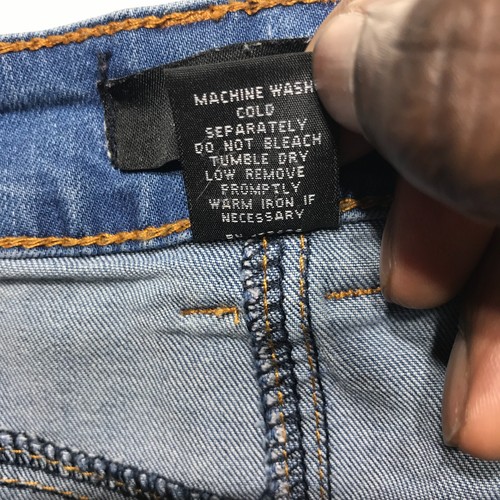 MACHINE WASH
COLD
SEPARATELY
DO NOT BLEACH
TUMBLE DRY
LOW REMOVE
PROMPTLY
WARM IRON IF
NECESSARY